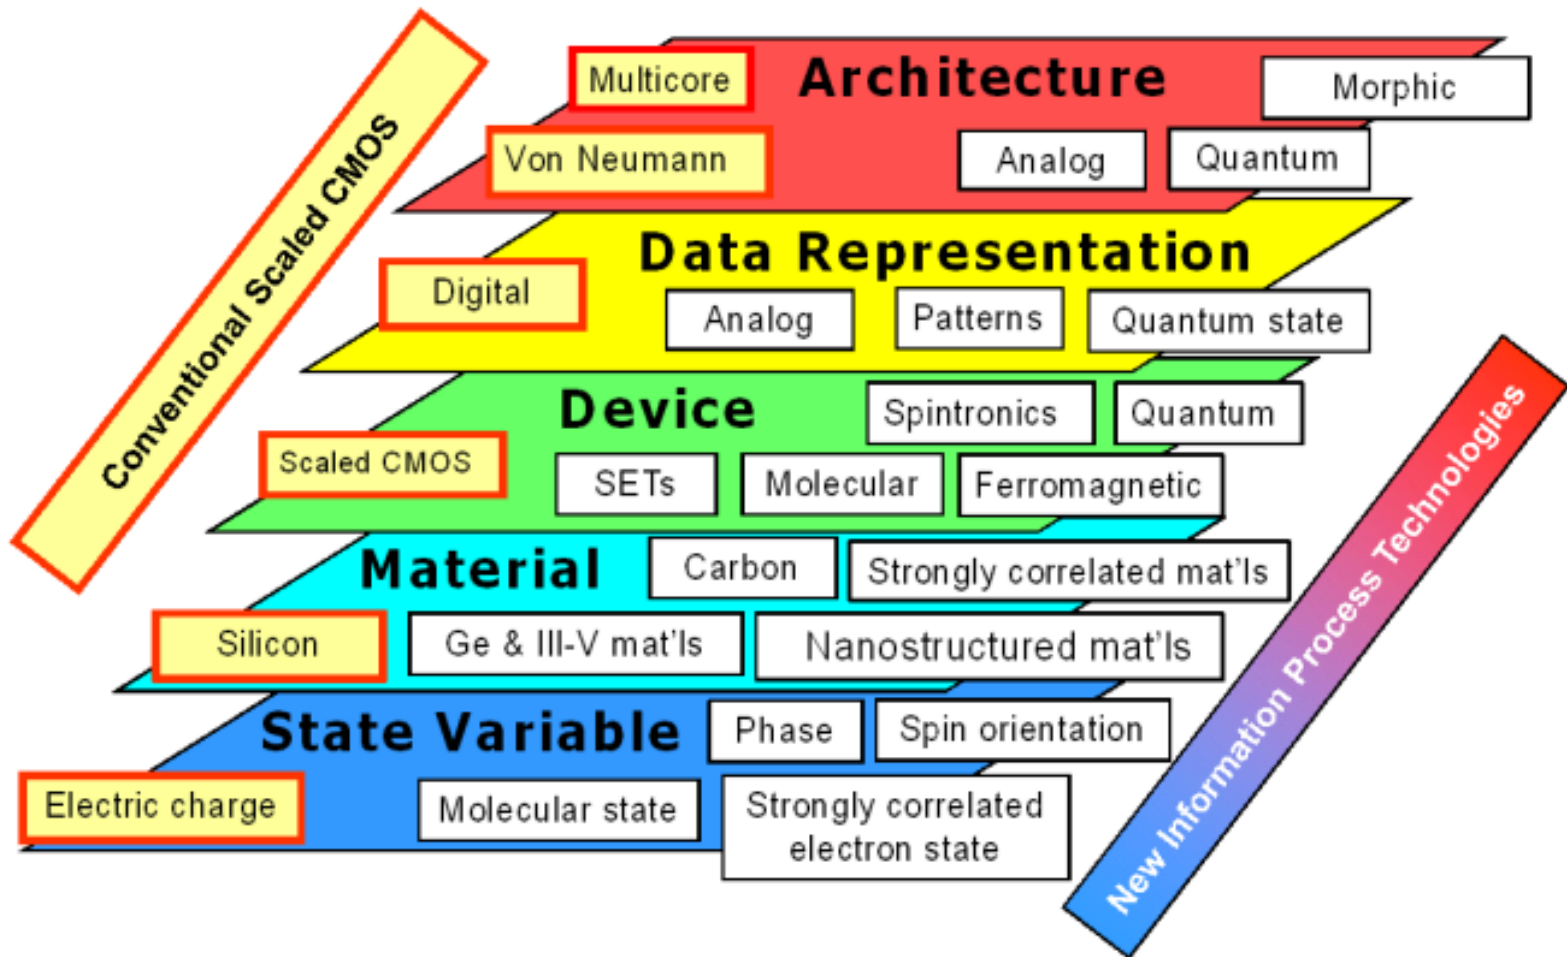 Conventional Scaled CMOS
Multicore
Architecture
Morphic
Von Neumann
Analog
Quantum
Data Representation
Digital
Analog
Patterns
Quantum state
Device
Spintronics
Quantum
Scaled CMOS
SETs
Molecular
Ferromagnetic
Material
Carbon
Strongly correlated mat'ls
Silicon
Ge & III-V mat'ls
Nanostructured mat'ls
State Variable
Phase
Spin orientation
Electric charge
Molecular state
Strongly correlated
electron state
New Information Process Technologies